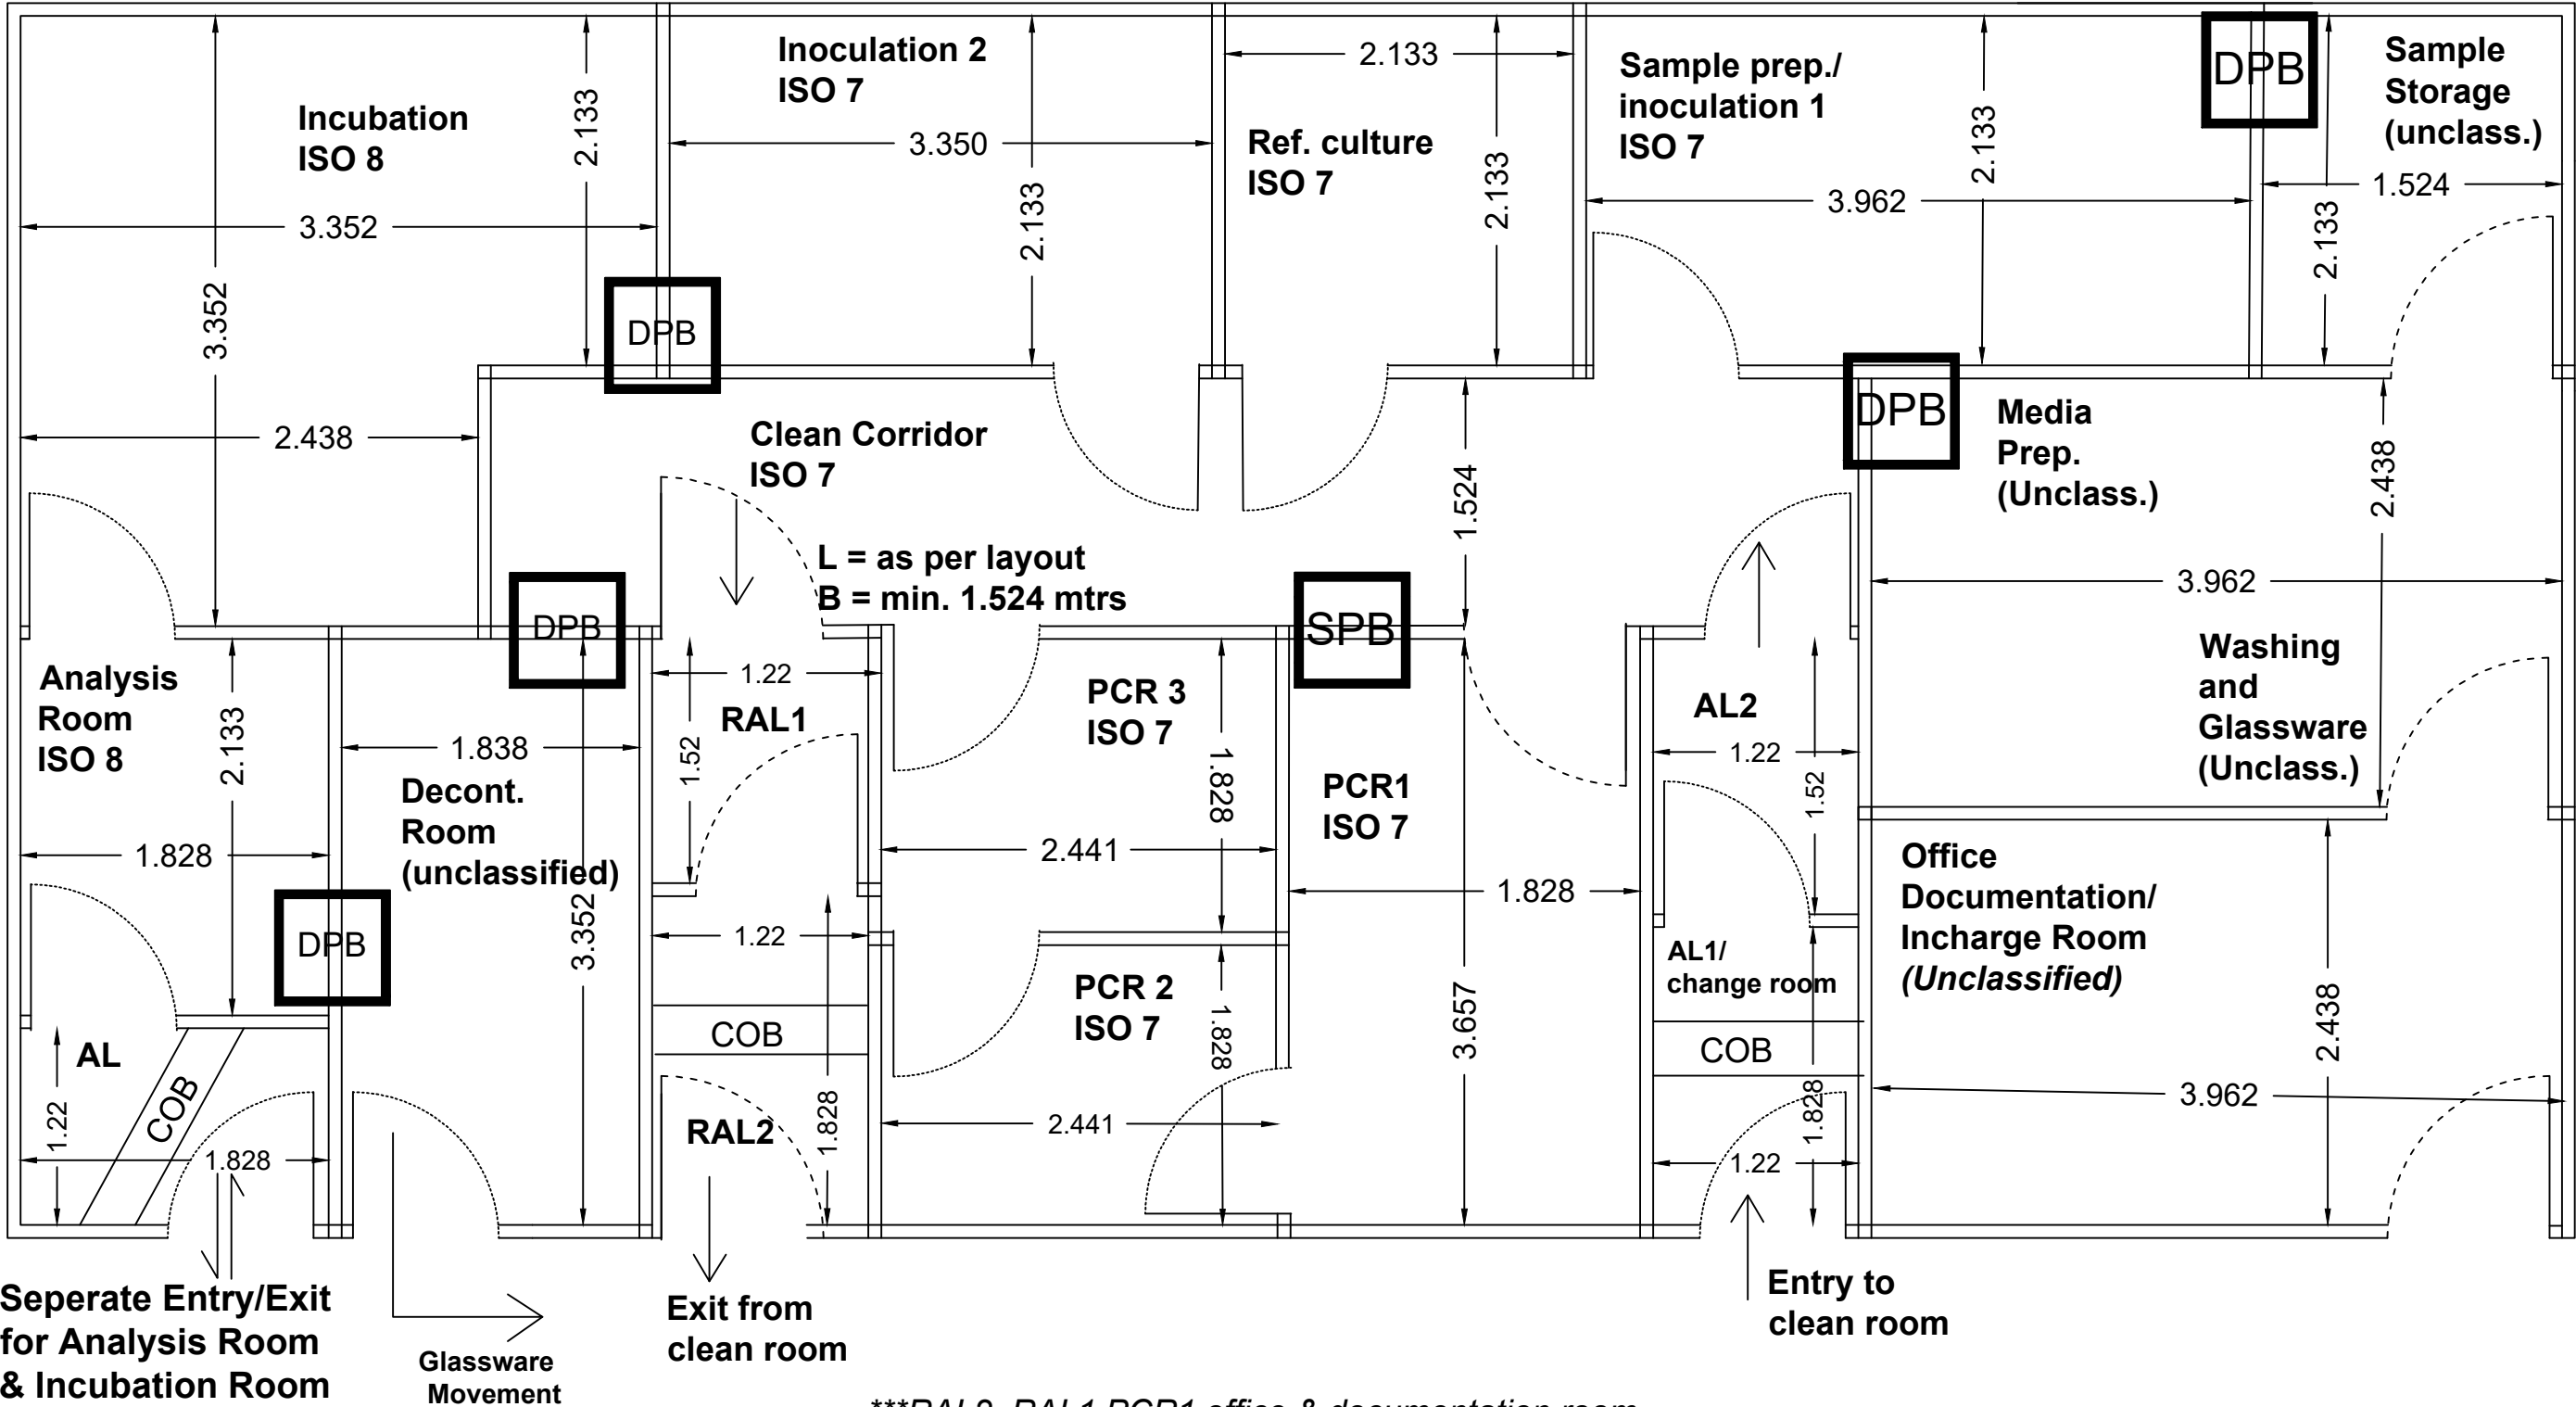 Incubation
ISO 8
2.133
3.352
3.352
2.438
DPB
Inoculation 2
ISO 7
3.350
2.133
2.133
Ref. culture
ISO 7
2.133
Sample prep./
inoculation 1
ISO 7
3.962
2.133
DPB
Sample
Storage
(unclass.)
1.524
2.133
Clean Corridor
ISO 7
L = as per layout
B = min. 1.524 mtrs
1.524
DPB
Media
Prep.
(Unclass.)
2.438
3.962
Washing
and
Glassware
(Unclass.)
Analysis
Room
ISO 8
2.133
1.828
DPB
DPB
1.838
Decont.
Room
(unclassified)
3.352
1.22
RAL1
1.52
1.22
COB
RAL2
1.828
PCR 3
ISO 7
1.828
2.441
PCR 2
ISO 7
1.828
2.441
SPB
PCR1
ISO 7
1.828
3.657
AL2
1.22
1.52
AL1/
change room
COB
1.828
1.22
Office
Documentation/
Incharge Room
(Unclassified)
2.438
3.962
AL
COB
1.22
1.828
Seperate Entry/Exit
for Analysis Room
& Incubation Room
Glassware
Movement
Exit from
clean room
Entry to
clean room
***RAL2, RAL1,PCR1,office & documentation room